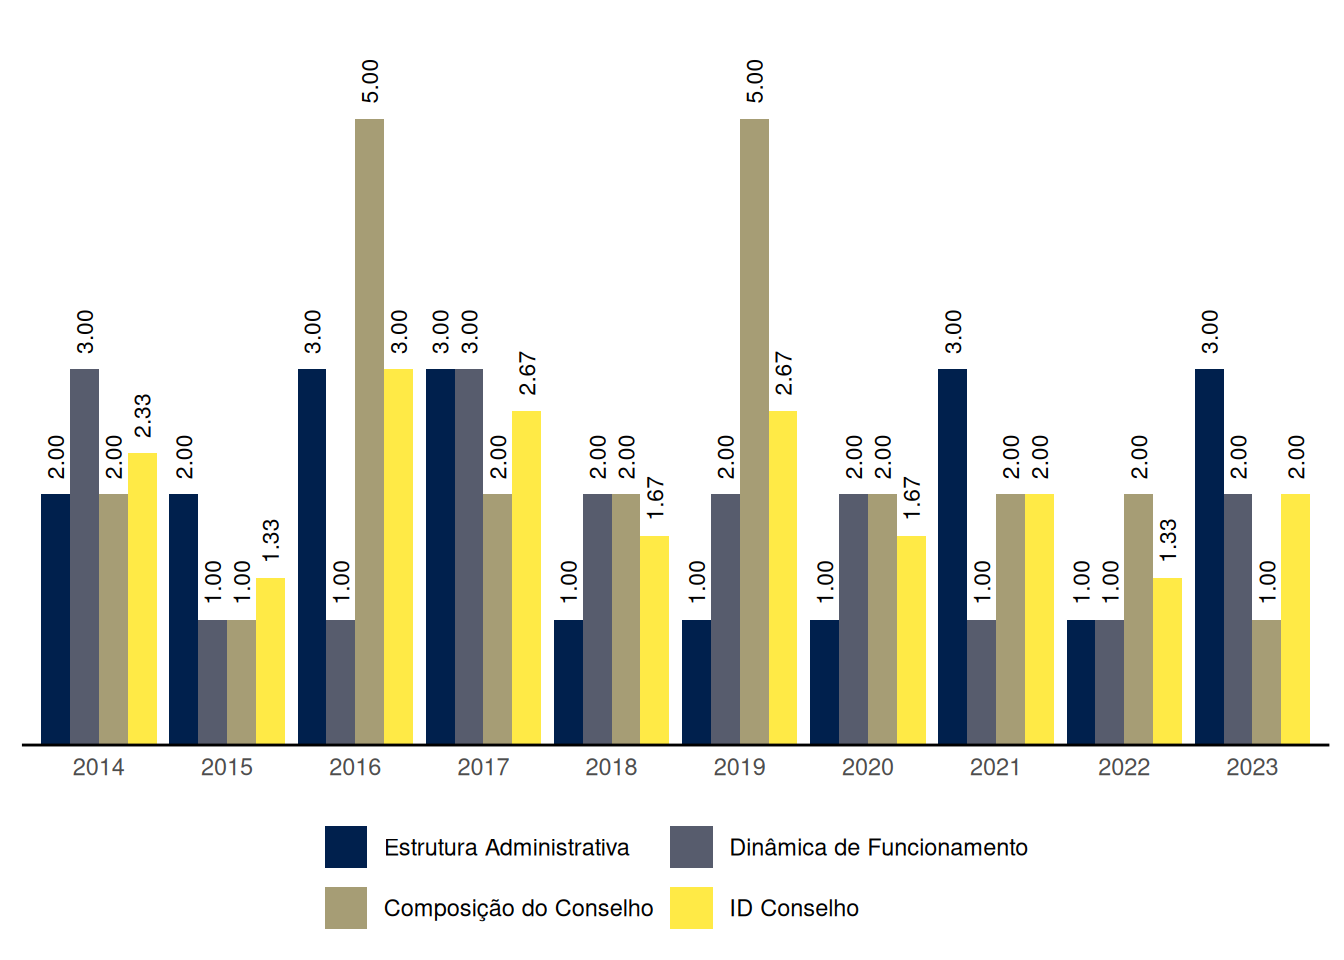 5.00 5.00
3.00 3.00 3.00 3.00 3.00 3.00 3.00
2.67 2.67
2.33
2.00 2.00 2.00 2.00 2.00 2.00 2.00 2.00 2.00 2.00 2.00 2.00 2.00 2.00
1.67 1.67
1.33 1.33
1.00 1.00 1.00 1.00 1.00 1.00 1.00 1.00 1.00 1.00
2014 2015 2016 2017 2018 2019 2020 2021 2022 2023
Estrutura Administrativa Dinâmica de Funcionamento
Composição do Conselho ID Conselho